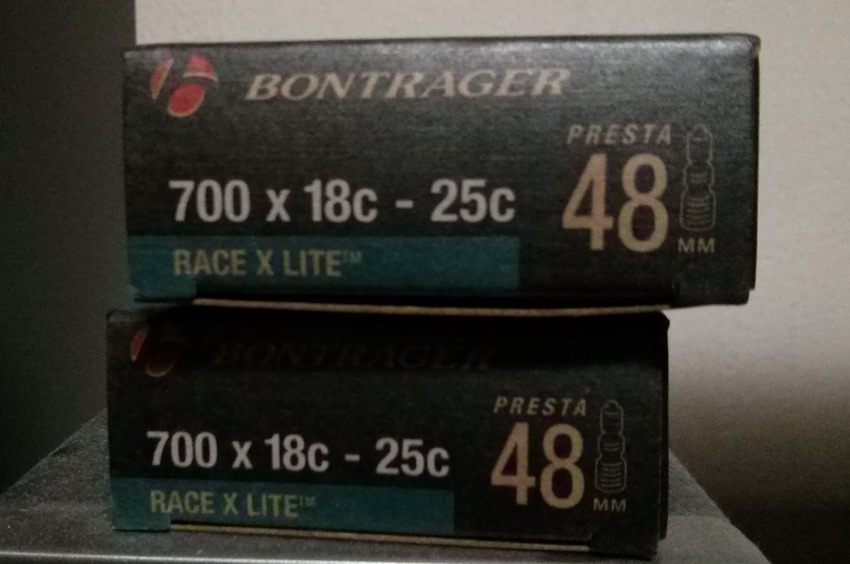 BONTRAGER
PRESTA
48
MM
700 x 18c - 25c
RACE X LITE™
BONTRAGER
PRESTA
48
MM
700 x 18c - 25c
RACE X LITE™